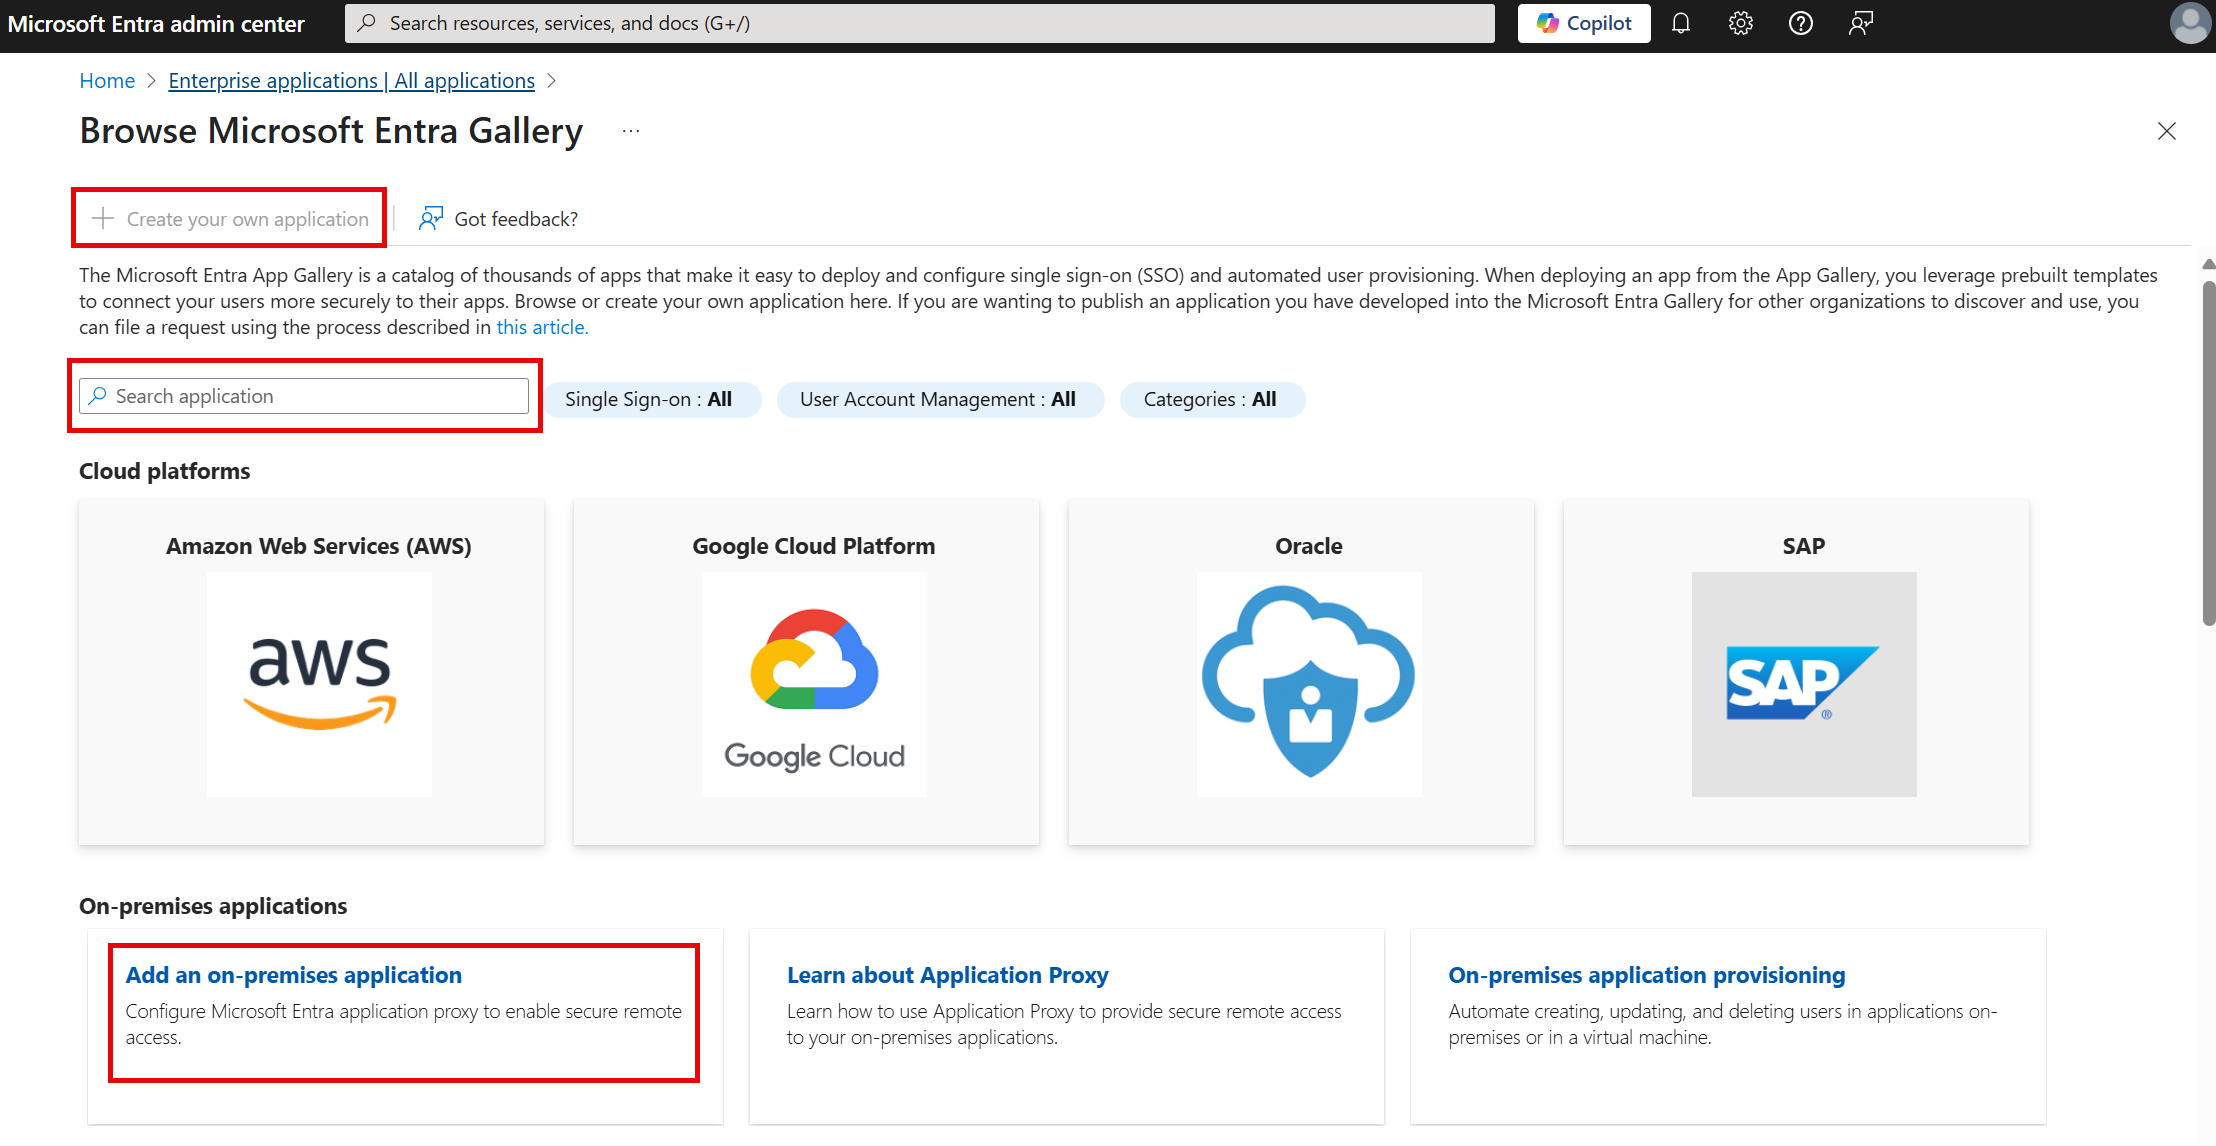 Microsoft Entra admin center
Search resources, services, and docs (G+/)
Copilot
Home > Enterprise applications | All applications >
Browse Microsoft Entra Gallery ...
Create your own application
Got feedback?
The Microsoft Entra App Gallery is a catalog of thousands of apps that make it easy to deploy and configure single sign-on (SSO) and automated user provisioning. When deploying an app from the App Gallery, you leverage prebuilt templates
to connect your users more securely to their apps. Browse or create your own application here. If you are wanting to publish an application you have developed into the Microsoft Entra Gallery for other organizations to discover and use, you
can file a request using the process described in this article.
Search application
Single Sign-on : All
User Account Management : All
Categories : All
Cloud platforms
Amazon Web Services (AWS)
aws
Google Cloud Platform
Google Cloud
Oracle
SAP
SAP ®
On-premises applications
Add an on-premises application
Configure Microsoft Entra application proxy to enable secure remote
access.
Learn about Application Proxy
Learn how to use Application Proxy to provide secure remote access
to your on-premises applications.
On-premises application provisioning
Automate creating, updating, and deleting users in applications on-
premises or in a virtual machine.